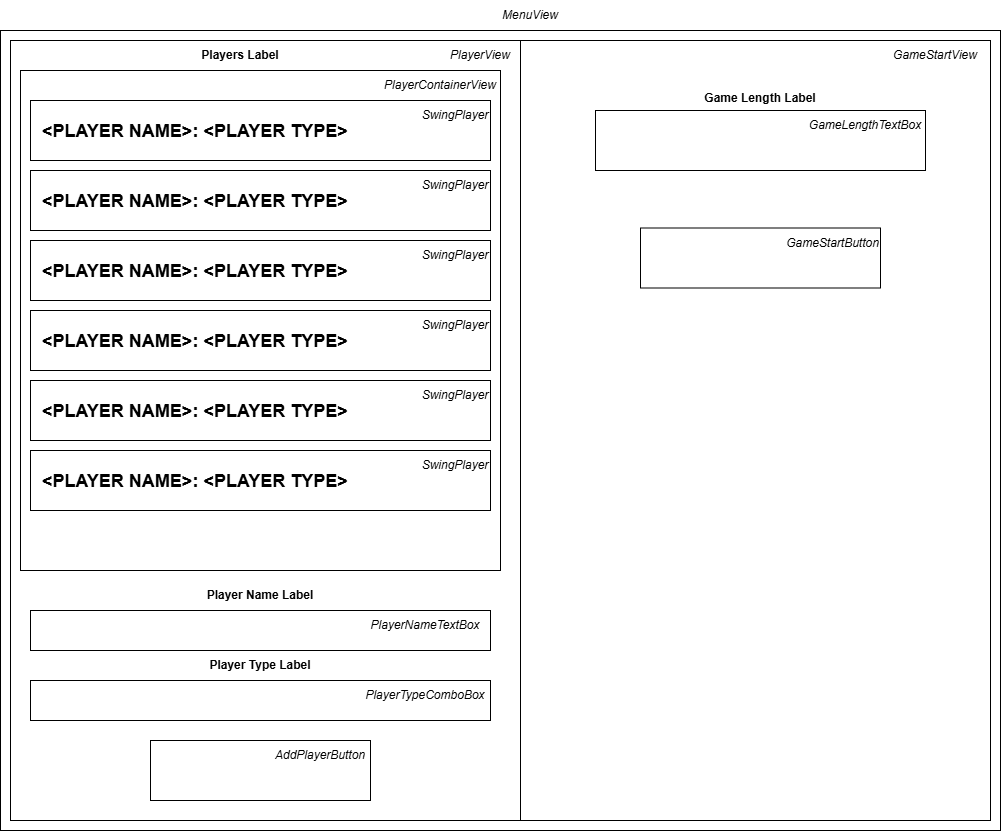 MenuView
Players Label
PlayerView
PlayerContainerView
SwingPlayer
<PLAYER NAME>: <PLAYER TYPE>
SwingPlayer
<PLAYER NAME>: <PLAYER TYPE>
SwingPlayer
<PLAYER NAME>: <PLAYER TYPE>
SwingPlayer
<PLAYER NAME>: <PLAYER TYPE>
SwingPlayer
<PLAYER NAME>: <PLAYER TYPE>
SwingPlayer
<PLAYER NAME>: <PLAYER TYPE>
Player Name Label
PlayerNameTextBox
Player Type Label
PlayerTypeComboBox
AddPlayerButton
GameStartView
Game Length Label
GameLengthTextBox
GameStartButton